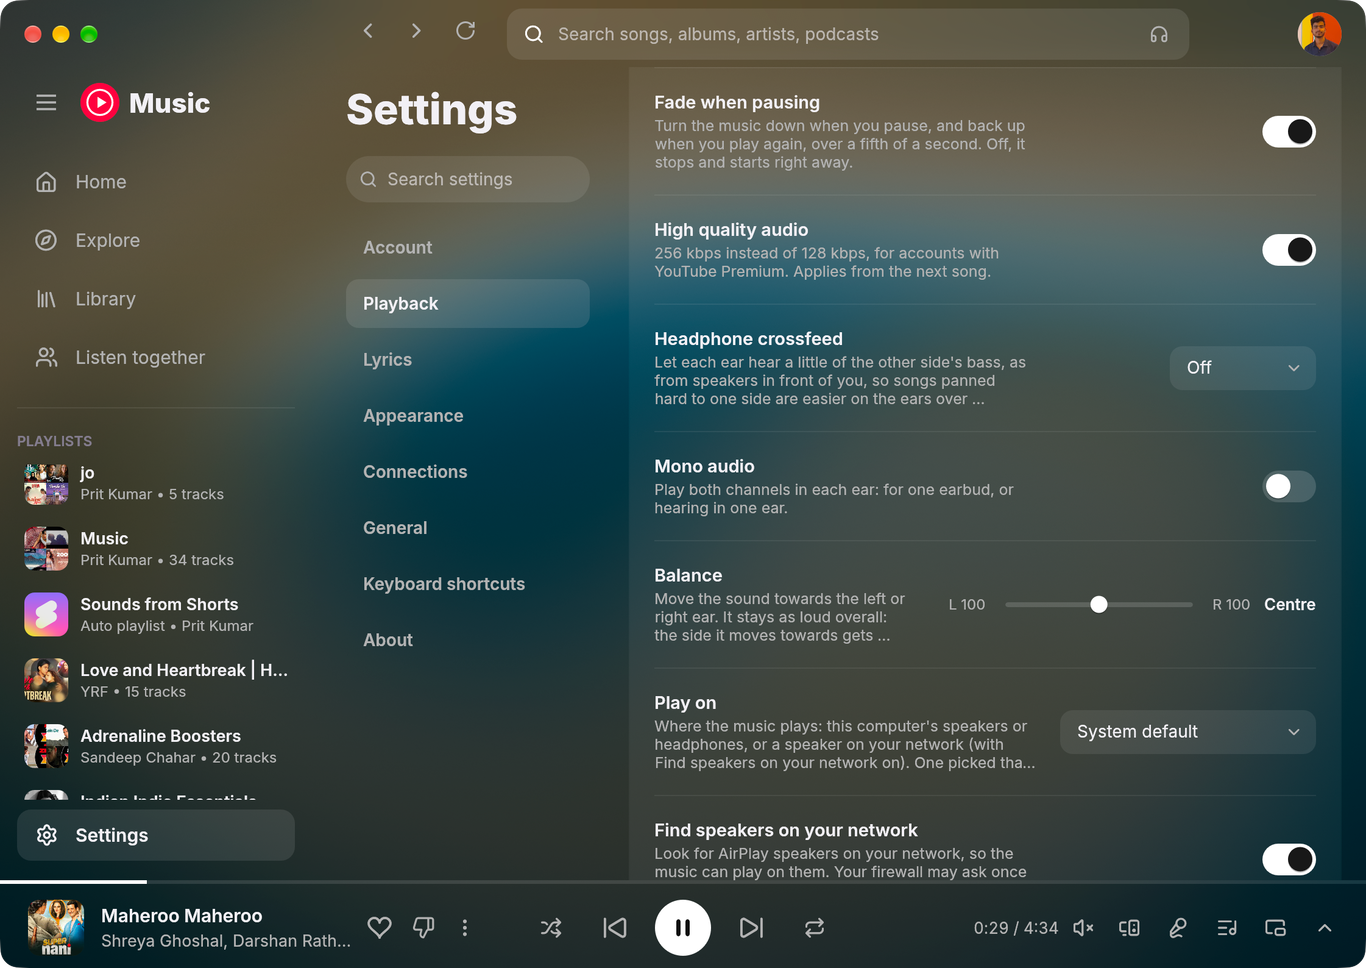 Search songs, albums, artists, podcasts
Music
Home
Explore
Library
Listen together
PLAYLISTS
jo
Prit Kumar • 5 tracks
Music
Prit Kumar • 34 tracks
Sounds from Shorts
Auto playlist • Prit Kumar
Love and Heartbreak | H...
YRF • 15 tracks
Adrenaline Boosters
Sandeep Chahar • 20 tracks
Indian Indie Essentials
Settings
Settings
Search settings
Account
Playback
Lyrics
Appearance
Connections
General
Keyboard shortcuts
About
Fade when pausing
Turn the music down when you pause, and back up
when you play again, over a fifth of a second. Off, it
stops and starts right away.
High quality audio
256 kbps instead of 128 kbps, for accounts with
YouTube Premium. Applies from the next song.
Headphone crossfeed
Let each ear hear a little of the other side's bass, as
from speakers in front of you, so songs panned
hard to one side are easier on the ears over ...
Off
Mono audio
Play both channels in each ear: for one earbud, or
hearing in one ear.
Balance
Move the sound towards the left or
right ear. It stays as loud overall:
the side it moves towards gets ...
L 100
R 100
Centre
Play on
Where the music plays: this computer's speakers or
headphones, or a speaker on your network (with
Find speakers on your network on). One picked tha...
System default
Find speakers on your network
Look for AirPlay speakers on your network, so the
music can play on them. Your firewall may ask once
SUPER
nani
Maheroo Maheroo
Shreya Ghoshal, Darshan Rath...
0:29 / 4:34